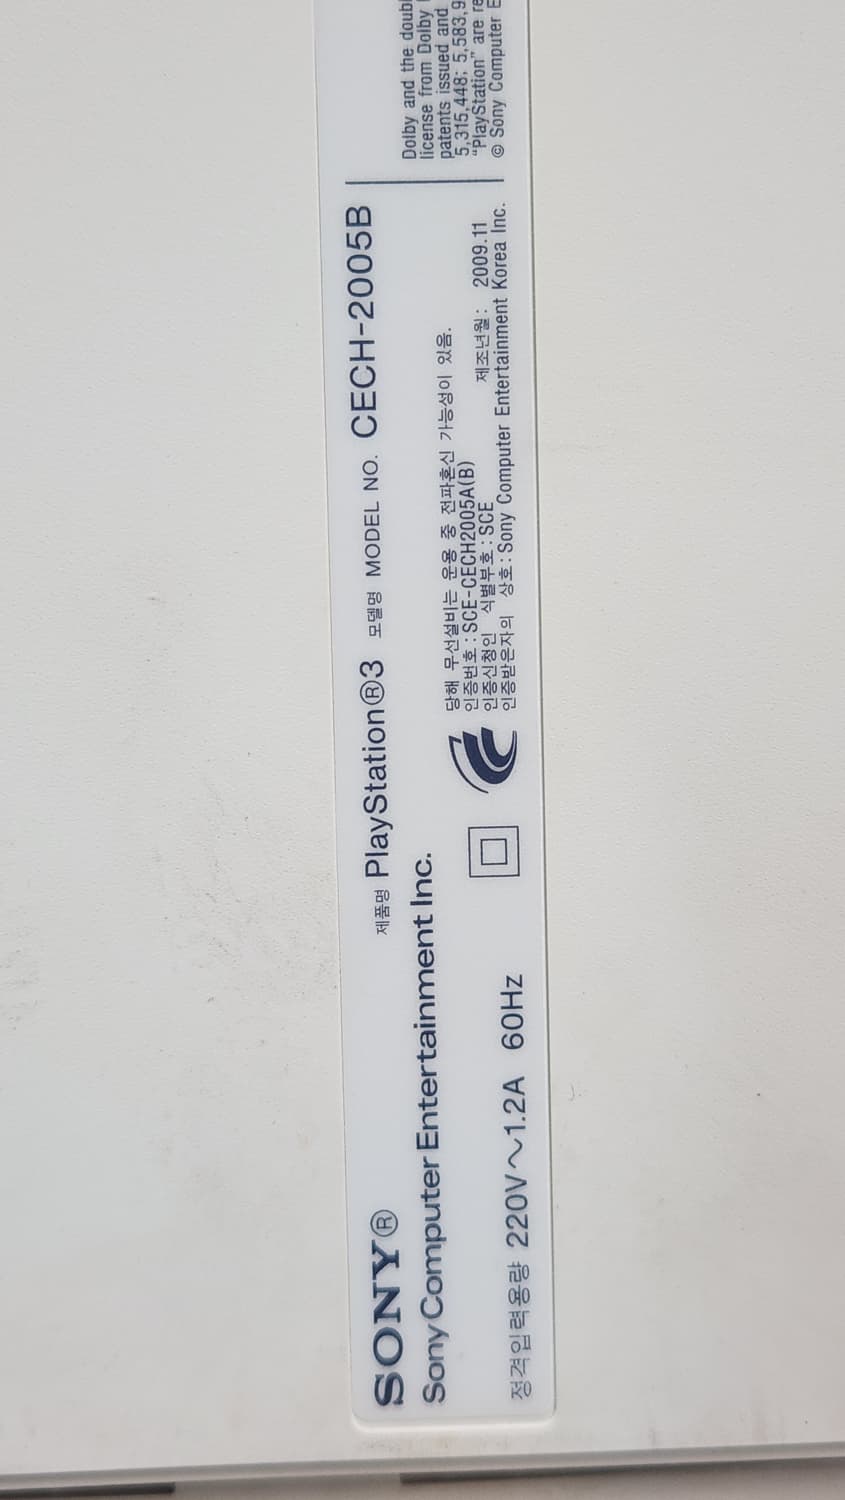 SONY®
Sony Computer Entertainment Inc.
제품명 PlayStation®3 모델명 MODEL NO. CECH-2005B
정격입력용량 220V～1.2A 60Hz
당해 무선설비는 운용 중 전파혼신 가능성이 있음.
인증번호 : SCE-CECH2005A(B)
인증신청인 식별부호 : SCE 제조년월 : 2009.11
인증받은자의 상호 : Sony Computer Entertainment Korea Inc.
Dolby and the doubl
license from Dolby
patents issued and
5,315,448; 5,583,9
"PlayStation" are re
© Sony Computer E